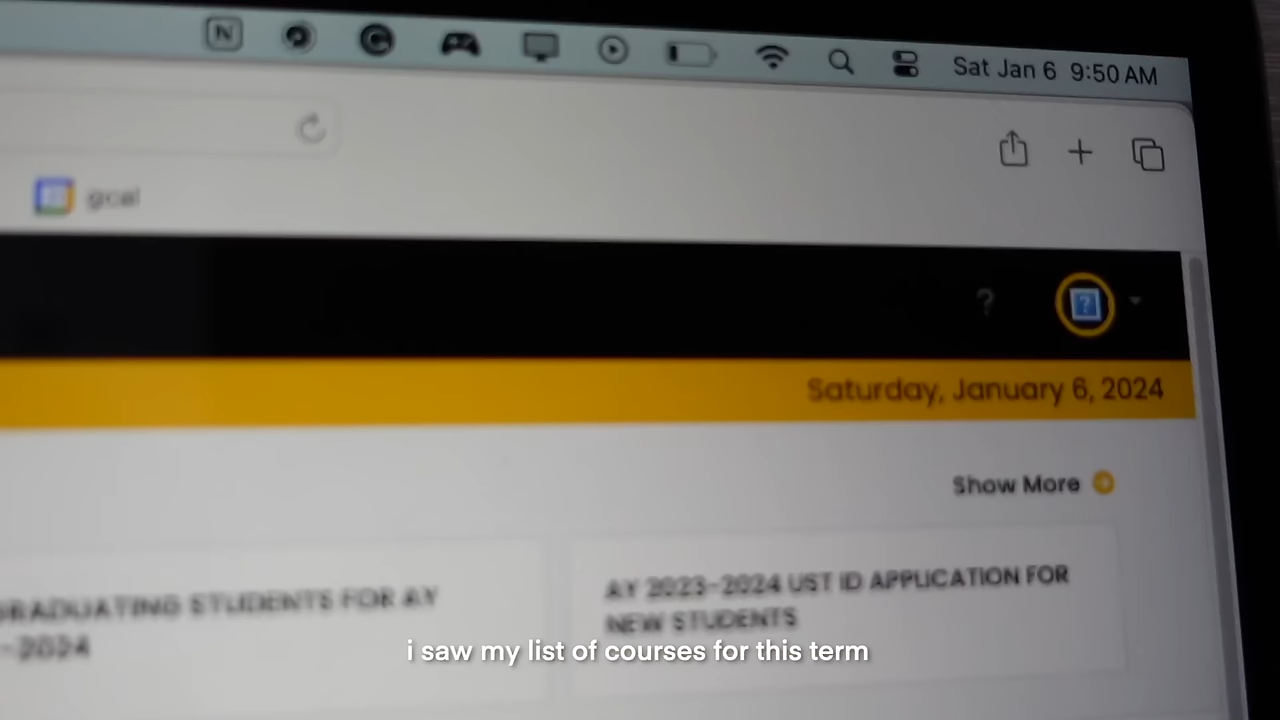 Sat Jan 6 9:50 AM
gcal
?
?
Saturday, January 6, 2024
Show More
GRADUATING STUDENTS FOR AY
-2024
AY 2023-2024 UST ID APPLICATION FOR
NEW STUDENTS
i saw my list of courses for this term